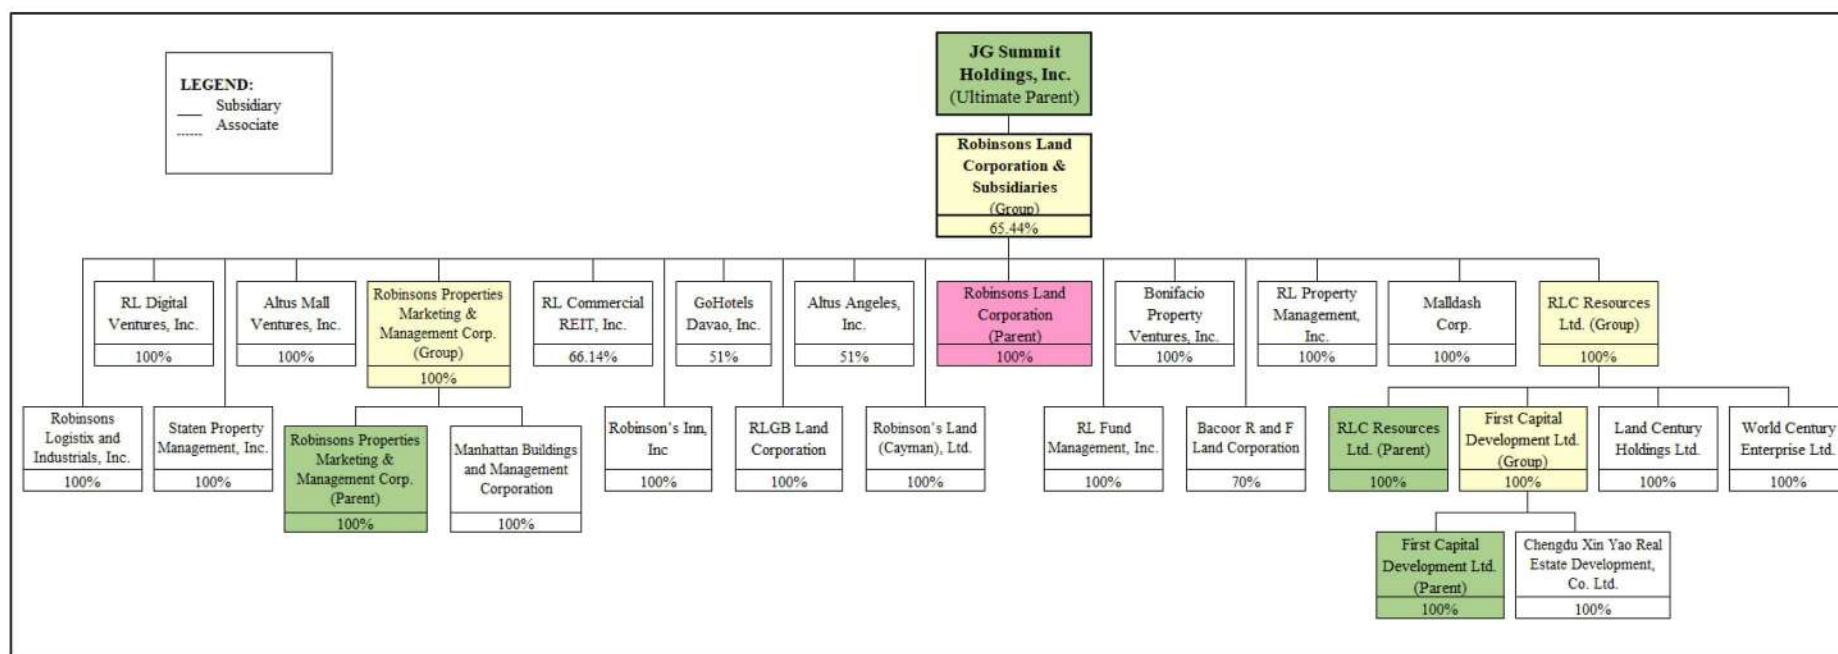 LEGEND:
Subsidiary
Associate
JG Summit
Holdings, Inc.
(Ultimate Parent)
Robinsons Land
Corporation &
Subsidiaries
(Group)
65.44%
RL Digital
Ventures, Inc.
100%
Altus Mall
Ventures, Inc.
100%
Robinsons Properties
Marketing &
Management Corp.
(Group)
100%
RL Commercial
REIT, Inc.
66.14%
GoHotels
Davao, Inc.
51%
Altus Angeles,
Inc.
51%
Robinsons Land
Corporation
(Parent)
100%
Bonifacio
Property
Ventures, Inc.
100%
RL Property
Management,
Inc.
100%
Malldash
Corp.
100%
RLC Resources
Ltd. (Group)
100%
Robinsons
Logistix and
Industrials, Inc.
100%
Staten Property
Management, Inc.
100%
Robinsons Properties
Marketing &
Management Corp.
(Parent)
100%
Manhattan Buildings
and Management
Corporation
100%
Robinson's Inn,
Inc
100%
RLGB Land
Corporation
100%
Robinson's Land
(Cayman), Ltd.
100%
RL Fund
Management, Inc.
100%
Bacoor R and F
Land Corporation
70%
RLC Resources
Ltd. (Parent)
100%
First Capital
Development Ltd.
(Group)
100%
Land Century
Holdings Ltd.
100%
World Century
Enterprise Ltd.
100%
First Capital
Development Ltd.
(Parent)
100%
Chengdu Xin Yao Real
Estate Development,
Co. Ltd.
100%